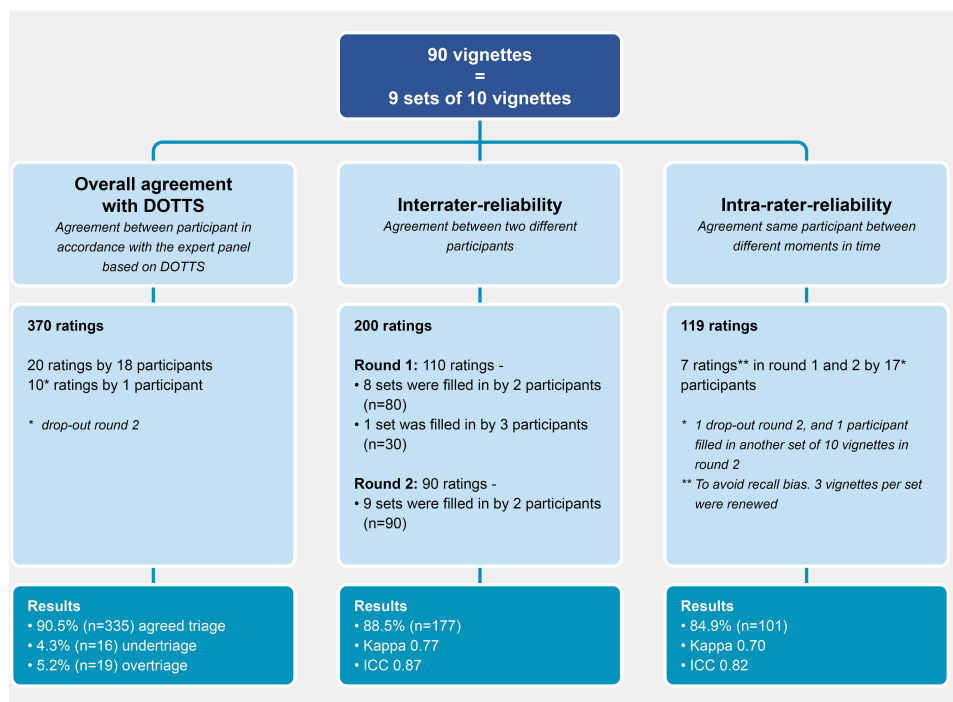 90 vignettes
=
9 sets of 10 vignettes
Overall agreement
with DOTTS
Agreement between participant in
accordance with the expert panel
based on DOTTS
370 ratings
20 ratings by 18 participants
10* ratings by 1 participant
* drop-out round 2
Results
• 90.5% (n=335) agreed triage
• 4.3% (n=16) undertriage
• 5.2% (n=19) overtriage
Interrater-reliability
Agreement between two different
participants
200 ratings
Round 1: 110 ratings -
• 8 sets were filled in by 2 participants
(n=80)
• 1 set was filled in by 3 participants
(n=30)
Round 2: 90 ratings -
• 9 sets were filled in by 2 participants
(n=90)
Results
• 88.5% (n=177)
• Kappa 0.77
• ICC 0.87
Intra-rater-reliability
Agreement same participant between
different moments in time
119 ratings
7 ratings** in round 1 and 2 by 17*
participants
* 1 drop-out round 2, and 1 participant
filled in another set of 10 vignettes in
round 2
** To avoid recall bias. 3 vignettes per set
were renewed
Results
• 84.9% (n=101)
• Kappa 0.70
• ICC 0.82